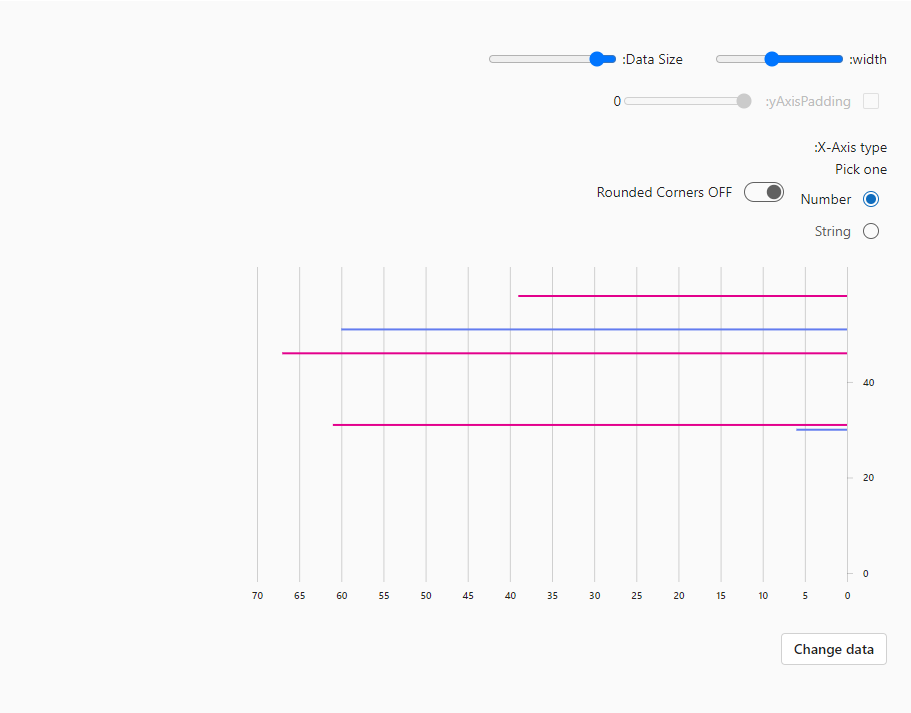 :width
:Data Size
:yAxisPadding
0
:X-Axis type
Pick one
Number
Rounded Corners OFF
String
40
20
0
70 65 60 55 50 45 40 35 30 25 20 15 10 5 0
Change data